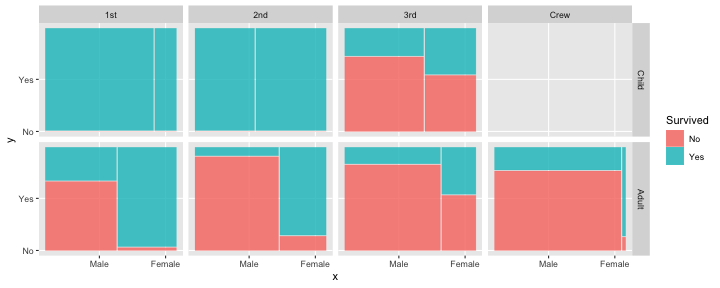 1st 2nd 3rd Crew
Yes
No
Child
y
Yes
No
Adult
Male Female Male Female Male Female Male Female
x
Survived
No
Yes